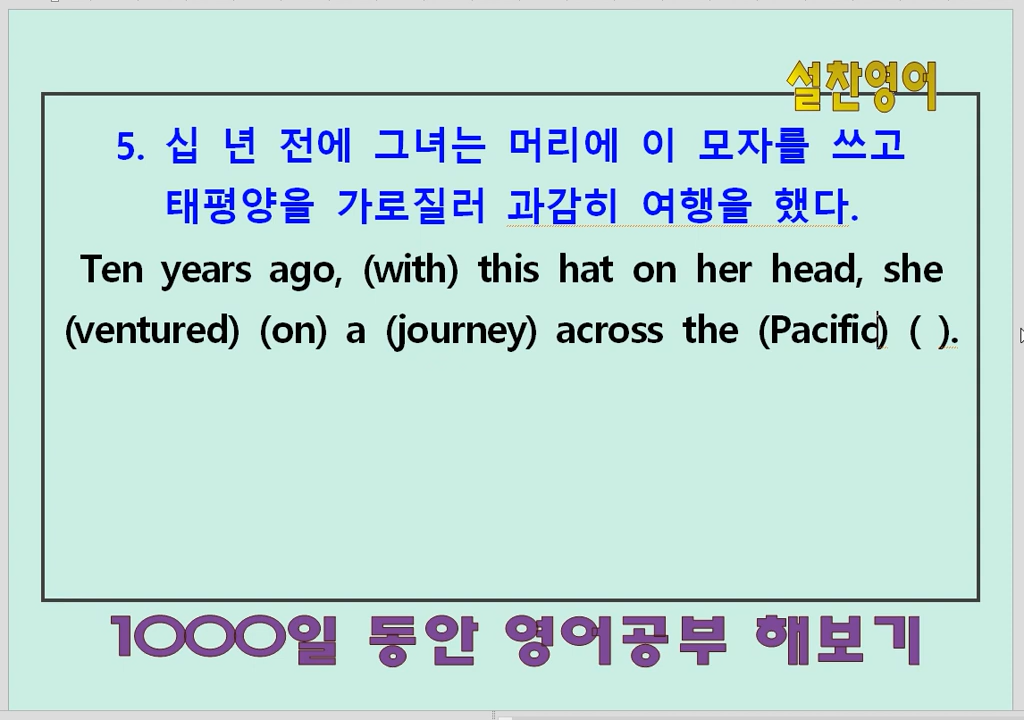 설찬영어
5. 십 년 전에 그녀는 머리에 이 모자를 쓰고
태평양을 가로질러 과감히 여행을 했다.
Ten years ago, (with) this hat on her head, she
(ventured) (on) a (journey) across the (Pacific) ( ).
1000일 동안 영어공부 해보기